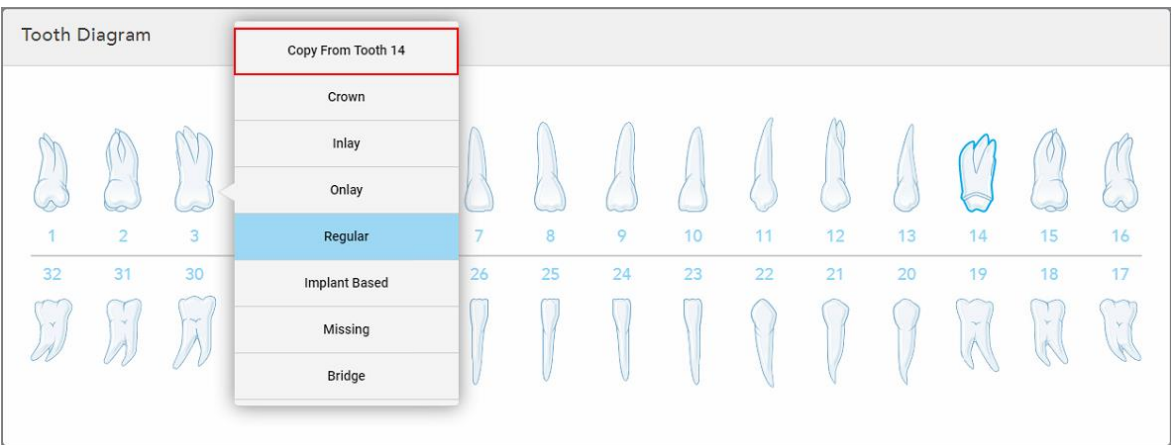 Tooth Diagram
Copy From Tooth 14
Crown
Inlay
Onlay
Regular
Implant Based
Missing
Bridge
1 2 3 7 8 9 10 11 12 13 14 15 16
32 31 30 26 25 24 23 22 21 20 19 18 17